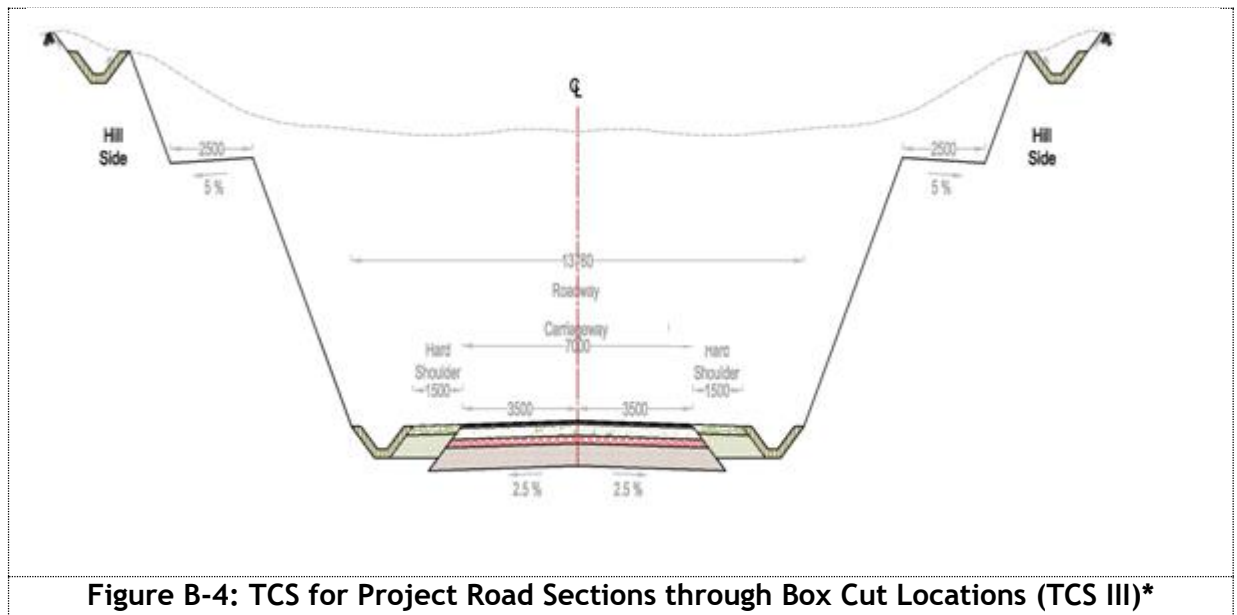 ℄
Hill
Side
Hill
Side
2500
5 %
2500
5 %
13760
Roadway
Carriageway
7000
Hard
Shoulder
1500
Hard
Shoulder
1500
3500
3500
2.5 %
2.5 %
Figure B-4: TCS for Project Road Sections through Box Cut Locations (TCS III)*